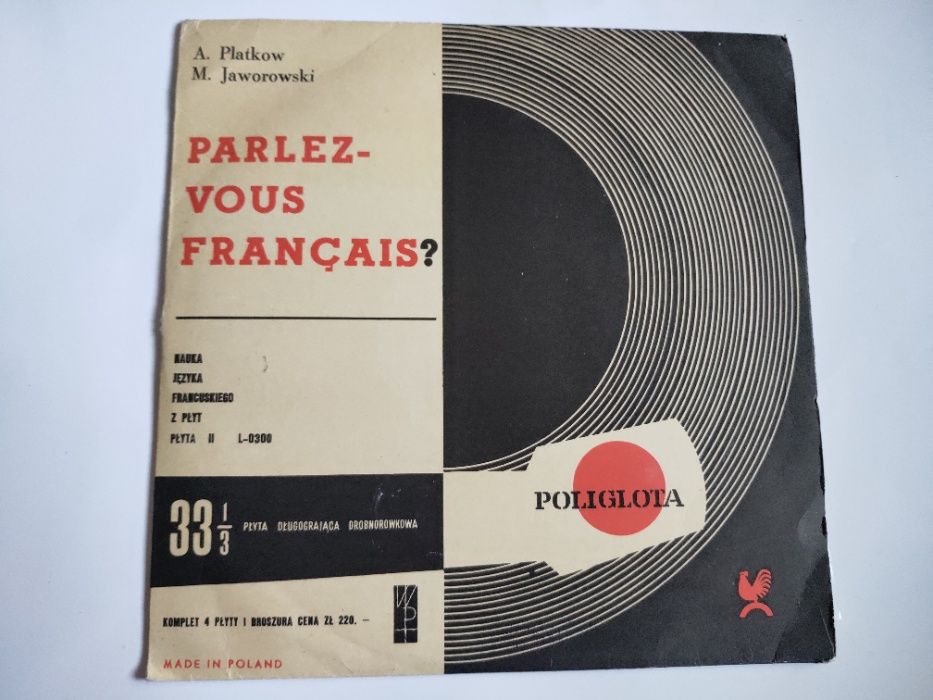 A. Platkow
M. Jaworowski
PARLEZ-
VOUS
FRANÇAIS?
NAUKA
JĘZYKA
FRANCUSKIEGO
Z PŁYT
PŁYTA II L-0300
33 1/3 PŁYTA DŁUGOGRAJĄCA DROBNOROWKOWA
POLIGLOTA
KOMPLET 4 PŁYTY I BROSZURA CENA ZŁ 220. –
WP
MADE IN POLAND